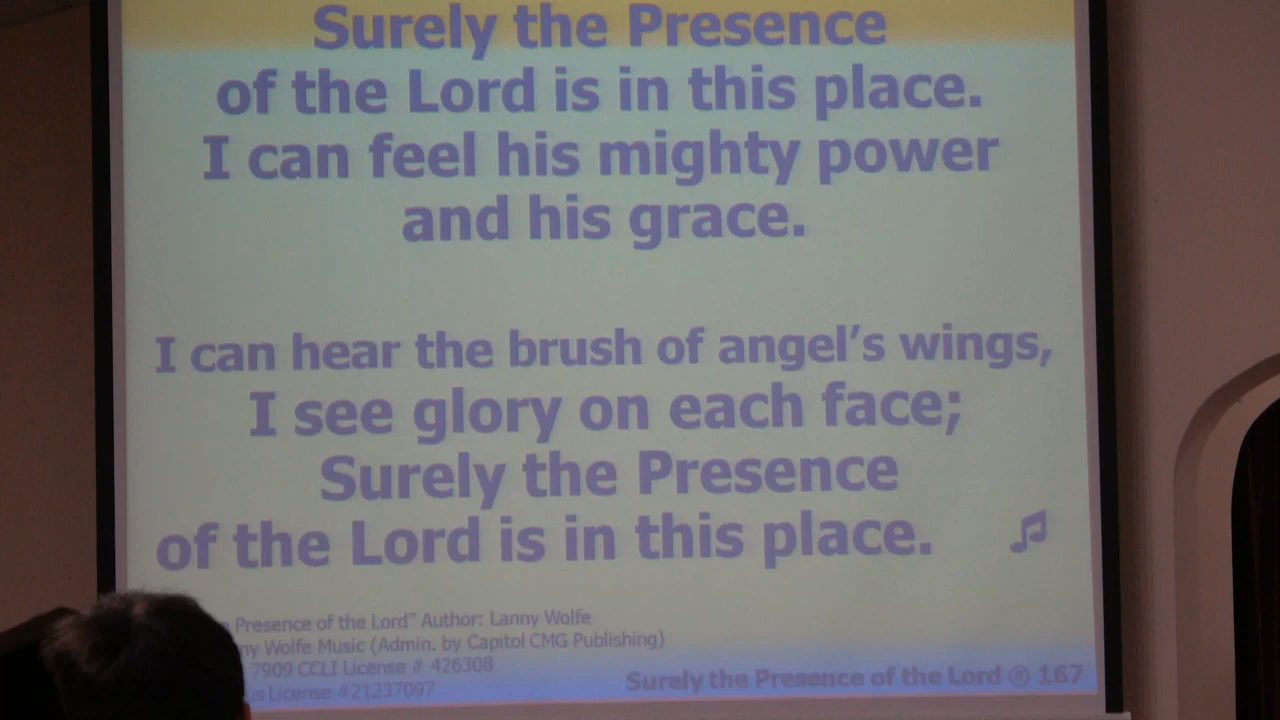 Surely the Presence
of the Lord is in this place.
I can feel his mighty power
and his grace.
I can hear the brush of angel's wings,
I see glory on each face;
Surely the Presence
of the Lord is in this place.
Presence of the Lord" Author: Lanny Wolfe
Wolfe Music (Admin. by Capitol CMG Publishing)
7909 CCLI License # 426308
License #21237097
Surely the Presence of the Lord ® 167